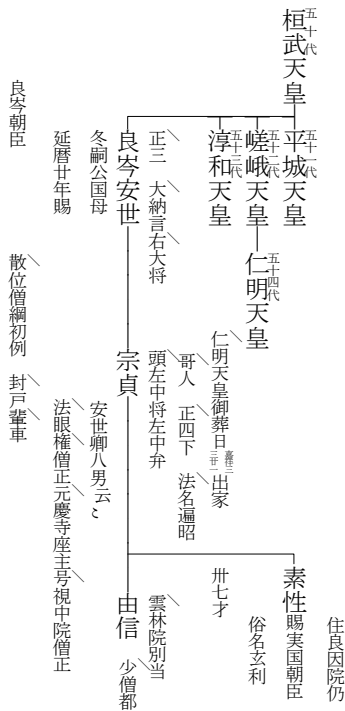 五十代
桓武天皇
五十一代
平城天皇
五十二代
嵯峨天皇
五十四代
仁明天皇
五十三代
淳和天皇
正三 大納言右大将
良岑安世
冬嗣公国母
延暦廿年賜
良岑朝臣
仁明天皇御葬日嘉祥三三廿一出家
哥人 正四下 法名遍昭
頭左中将左中弁
宗貞
安世卿八男云〻
法眼権僧正元慶寺座主号視中院僧正
散位僧綱初例 封戸輦車
住良因院仍
賜実国朝臣
素性
俗名玄利
卅七才
雲林院別当
由信
少僧都